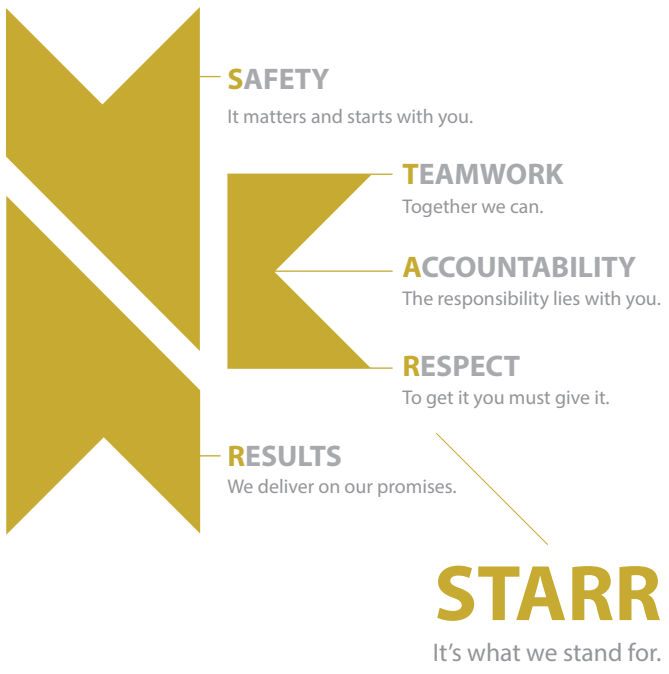 SAFETY
It matters and starts with you.
TEAMWORK
Together we can.
ACCOUNTABILITY
The responsibility lies with you.
RESPECT
To get it you must give it.
RESULTS
We deliver on our promises.
STARR
It’s what we stand for.